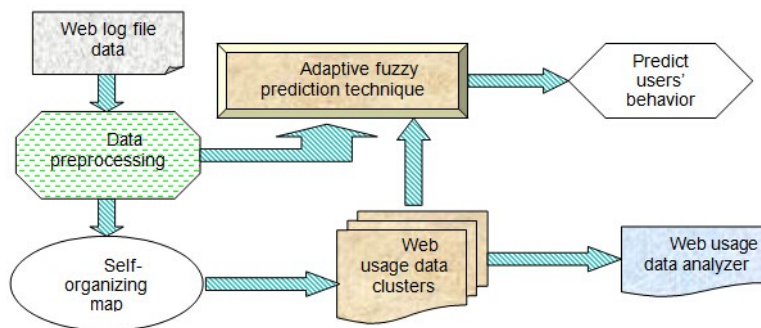 Web log file
data
Adaptive fuzzy
prediction technique
Predict
users'
behavior
Data
preprocessing
Self-
organizing
map
Web
usage data
clusters
Web usage
data analyzer